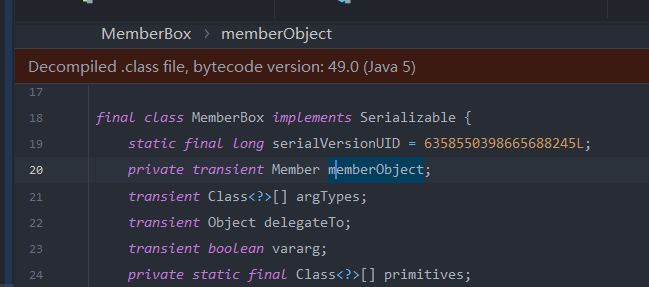 MemberBox > memberObject
Decompiled .class file, bytecode version: 49.0 (Java 5)
17
18 final class MemberBox implements Serializable {
19 static final long serialVersionUID = 6358550398665688245L;
20 private transient Member memberObject;
21 transient Class<?>[] argTypes;
22 transient Object delegateTo;
23 transient boolean vararg;
24 private static final Class<?>[] primitives;